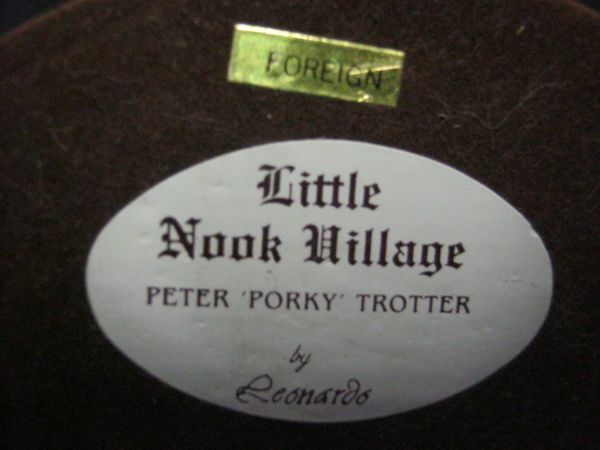 FOREIGN
Little
Nook Village
PETER 'PORKY' TROTTER
by
Leonardo